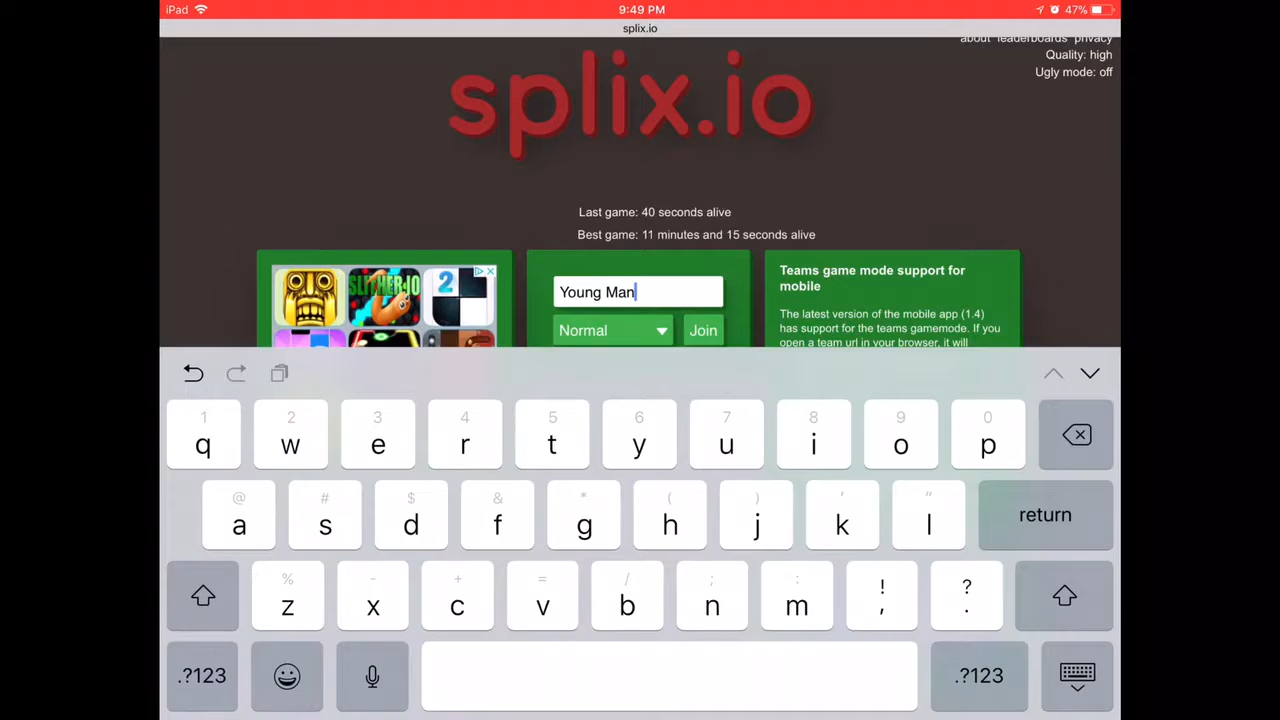 iPad 9:49 PM 47%
splix.io
about leaderboards privacy
Quality: high
Ugly mode: off
splix.io
Last game: 40 seconds alive
Best game: 11 minutes and 15 seconds alive
SLITHER.IO 2
Young Man
Normal Join
Teams game mode support for
mobile
The latest version of the mobile app (1.4)
has support for the teams gamemode. If you
open a team url in your browser, it will
1 2 3 4 5 6 7 8 9 0
q w e r t y u i o p
@ # $ & * ( ) ' "
a s d f g h j k l return
% - + = / ; : ! ?
z x c v b n m , .
.?123 .?123